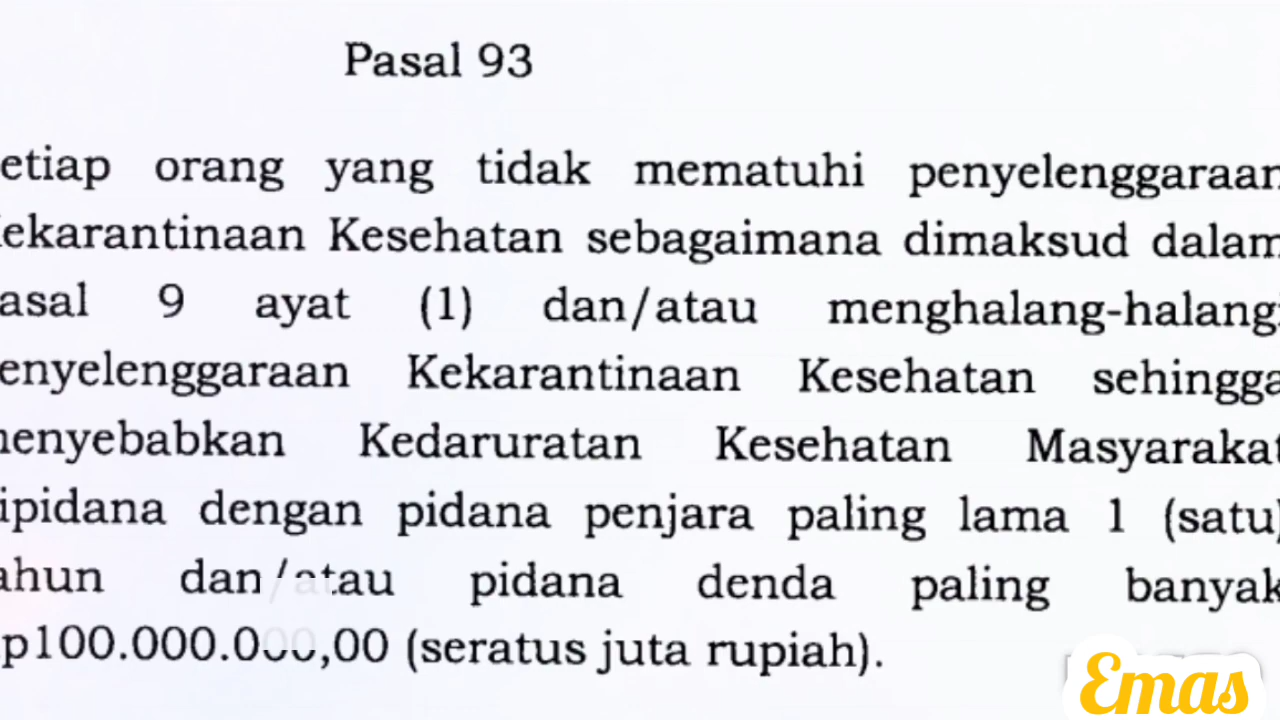 Pasal 93
etiap orang yang tidak mematuhi penyelenggaraan
ekarantinaan Kesehatan sebagaimana dimaksud dalam
asal 9 ayat (1) dan/atau menghalang-halangi
enyelenggaraan Kekarantinaan Kesehatan sehingga
enyebabkan Kedaruratan Kesehatan Masyarakat
ipidana dengan pidana penjara paling lama 1 (satu)
ahun dan/atau pidana denda paling banyak
p100.000.000,00 (seratus juta rupiah).
Emas